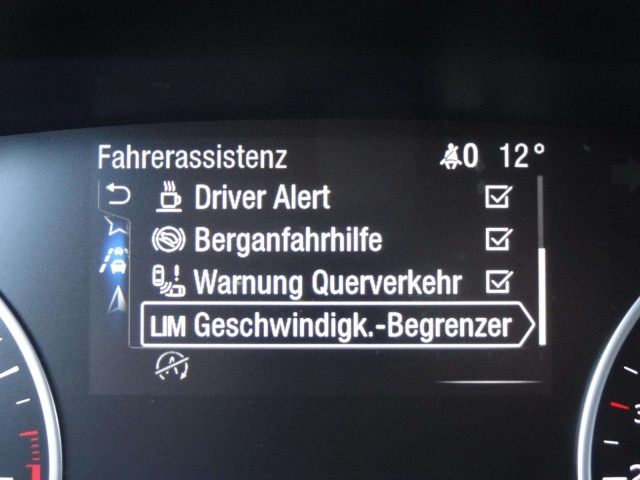 Fahrerassistenz 0 12°
Driver Alert
Berganfahrhilfe
Warnung Querverkehr
LIM Geschwindigk.-Begrenzer
A